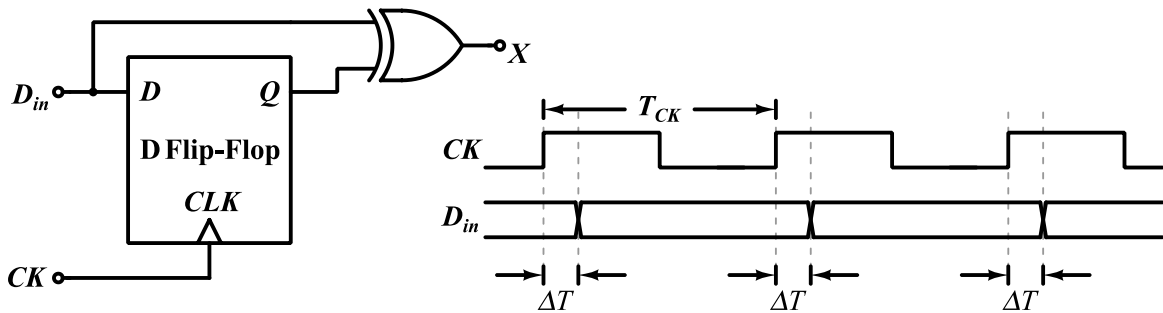 D_in
D
Q
D Flip-Flop
CLK
CK
X
T_CK
CK
D_in
ΔT
ΔT
ΔT